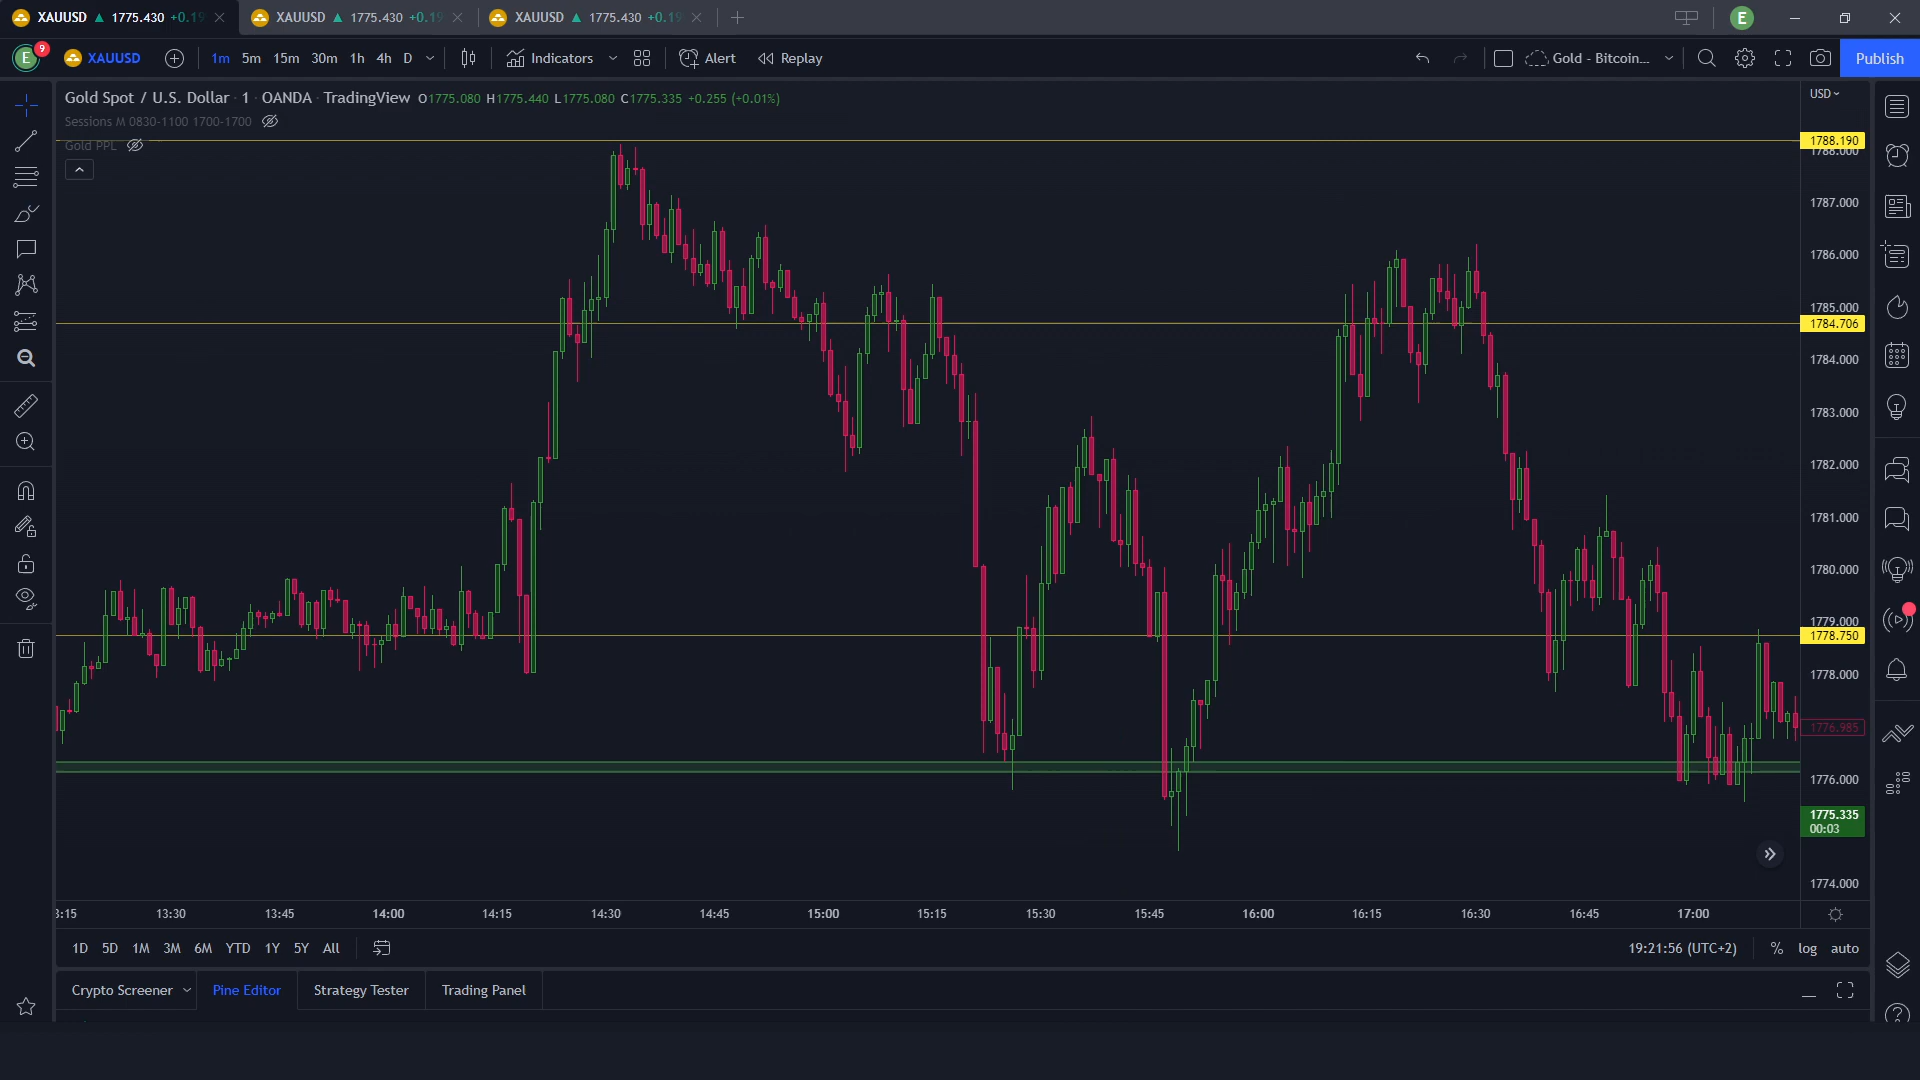 XAUUSD ▲ 1775.430 +0.19
XAUUSD ▲ 1775.430 +0.19
XAUUSD ▲ 1775.430 +0.19
E
E 9
XAUUSD
1m 5m 15m 30m 1h 4h D
Indicators
Alert
Replay
Gold - Bitcoin...
Publish
Gold Spot / U.S. Dollar · 1 · OANDA · TradingView O1775.080 H1775.440 L1775.080 C1775.335 +0.255 (+0.01%)
USD
Sessions M 0830-1100 1700-1700
Gold PPL
1788.190
1788.000
1787.000
1786.000
1785.000
1784.706
1784.000
1783.000
1782.000
1781.000
1780.000
1779.000
1778.750
1778.000
1776.985
1776.000
1775.335
00:03
1774.000
3:15 13:30 13:45 14:00 14:15 14:30 14:45 15:00 15:15 15:30 15:45 16:00 16:15 16:30 16:45 17:00
1D 5D 1M 3M 6M YTD 1Y 5Y All
19:21:56 (UTC+2) % log auto
Crypto Screener Pine Editor Strategy Tester Trading Panel